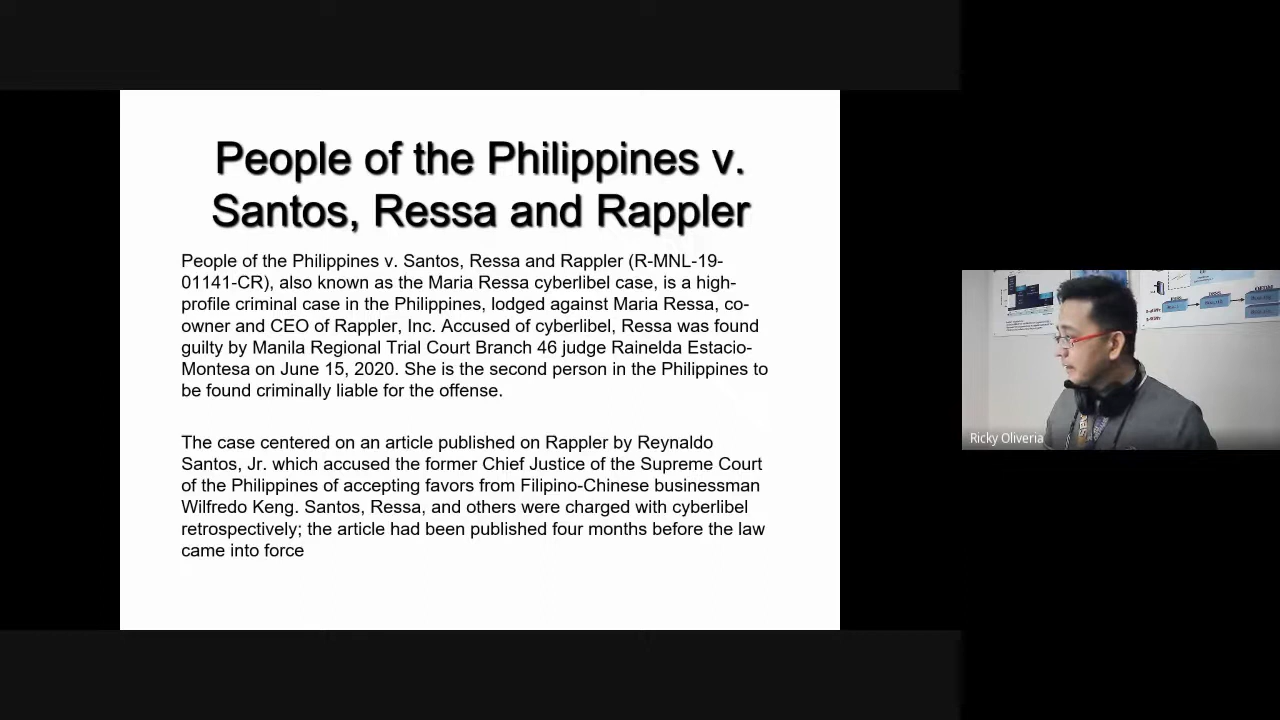 People of the Philippines v.
Santos, Ressa and Rappler
People of the Philippines v. Santos, Ressa and Rappler (R-MNL-19-
01141-CR), also known as the Maria Ressa cyberlibel case, is a high-
profile criminal case in the Philippines, lodged against Maria Ressa, co-
owner and CEO of Rappler, Inc. Accused of cyberlibel, Ressa was found
guilty by Manila Regional Trial Court Branch 46 judge Rainelda Estacio-
Montesa on June 15, 2020. She is the second person in the Philippines to
be found criminally liable for the offense.
The case centered on an article published on Rappler by Reynaldo
Santos, Jr. which accused the former Chief Justice of the Supreme Court
of the Philippines of accepting favors from Filipino-Chinese businessman
Wilfredo Keng. Santos, Ressa, and others were charged with cyberlibel
retrospectively; the article had been published four months before the law
came into force
Ricky Oliveria